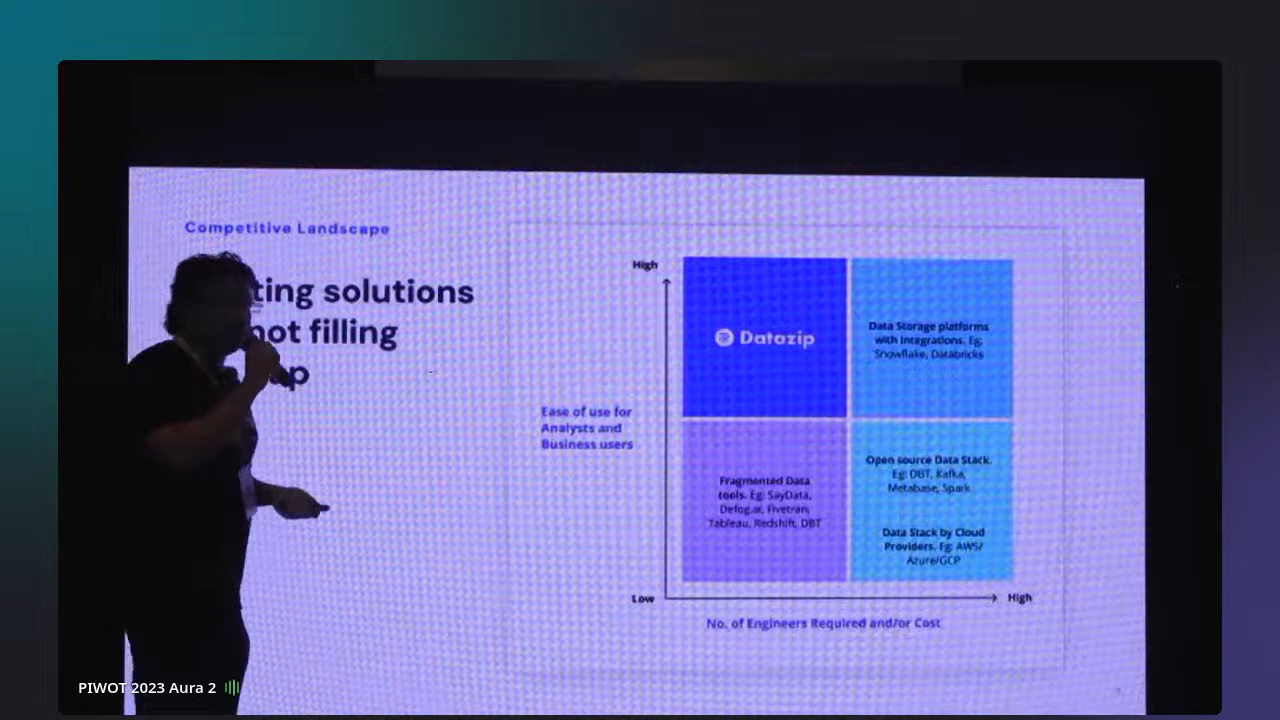 Competitive Landscape
ting solutions
not filling
p
High
Datazip
Data Storage platforms
with Integrations. Eg:
Snowflake, Databricks
Ease of use for
Analysts and
Business users
Fragmented Data
tools. Eg: SayData,
Defog.ai, Fivetran,
Tableau, Redshift, DBT
Open source Data Stack.
Eg: DBT, Kafka,
Metabase, Spark
Data Stack by Cloud
Providers. Eg: AWS/
Azure/GCP
Low
High
No. of Engineers Required and/or Cost
PIWOT 2023 Aura 2